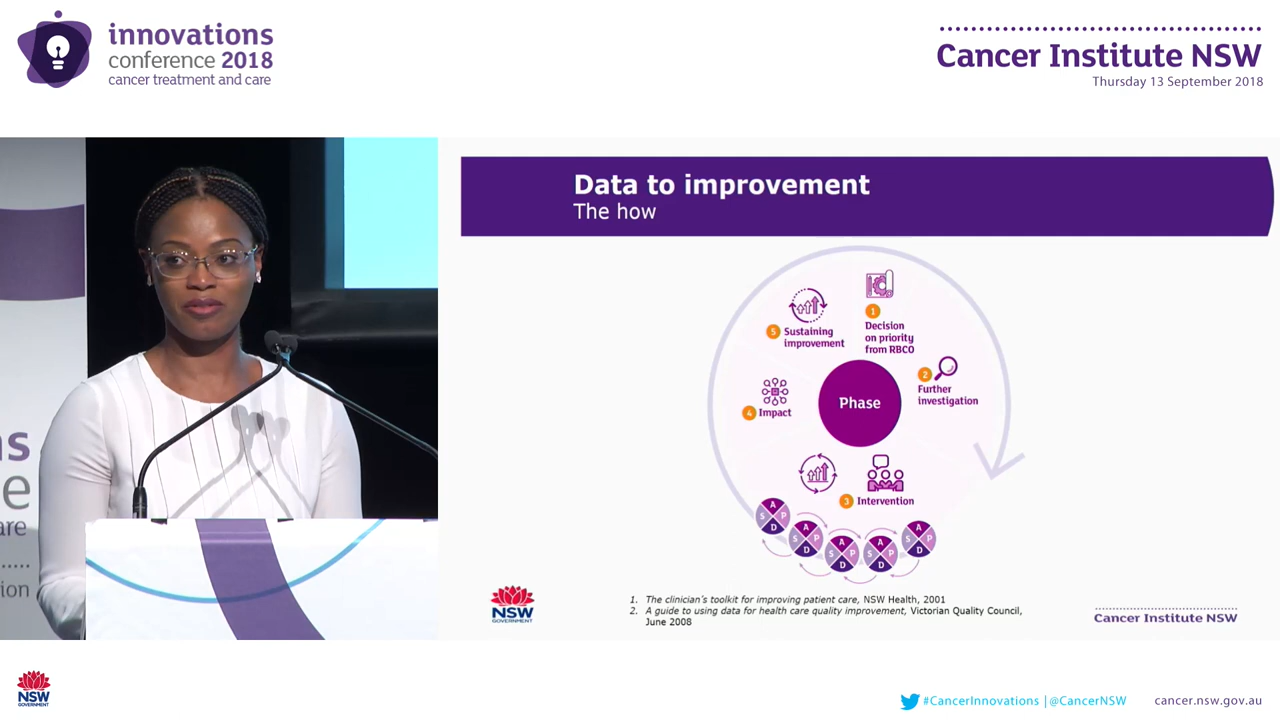 innovations
conference 2018
cancer treatment and care
Cancer Institute NSW
Thursday 13 September 2018
Data to improvement
The how
1
Decision
on priority
from RBCO
2
Further
investigation
3 Intervention
4 Impact
5 Sustaining
improvement
Phase
A
S P
D
A
S P
D
A
S P
D
A
S P
D
A
S P
D
s
e
are
ion
NSW
GOVERNMENT
1. The clinician's toolkit for improving patient care, NSW Health, 2001
2. A guide to using data for health care quality improvement, Victorian Quality Council,
June 2008
Cancer Institute NSW
NSW
GOVERNMENT
#CancerInnovations | @CancerNSW
cancer.nsw.gov.au